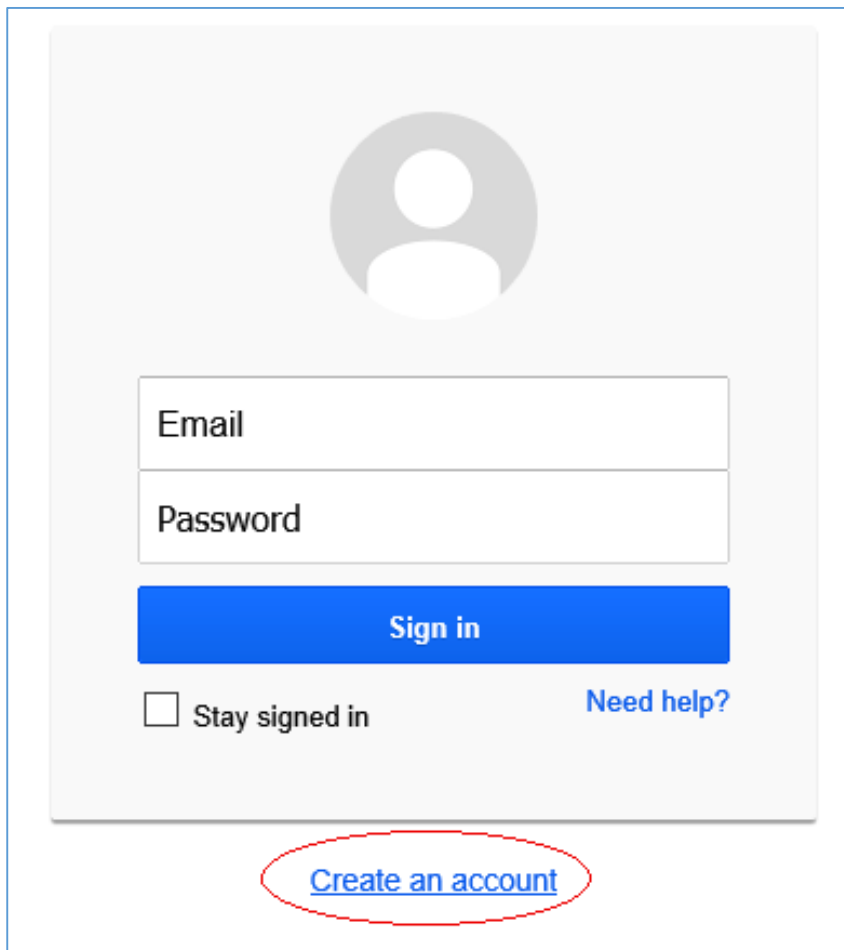 Email
Password
Sign in
Stay signed in
Need help?
Create an account